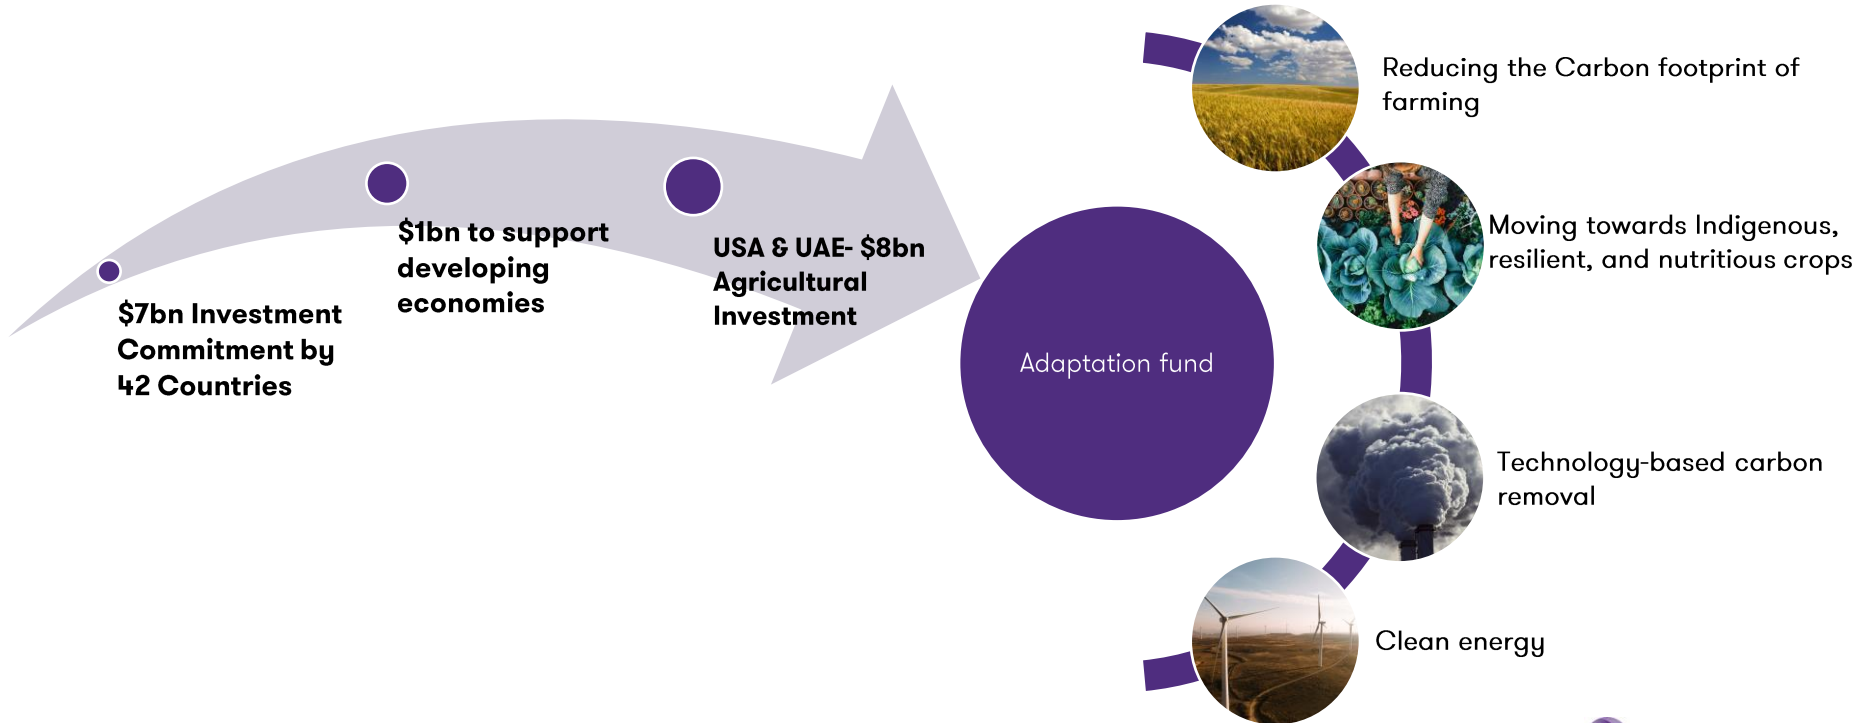 $7bn Investment
Commitment by
42 Countries
$1bn to support
developing
economies
USA & UAE- $8bn
Agricultural
Investment
Adaptation fund
Reducing the Carbon footprint of
farming
Moving towards Indigenous,
resilient, and nutritious crops
Technology-based carbon
removal
Clean energy